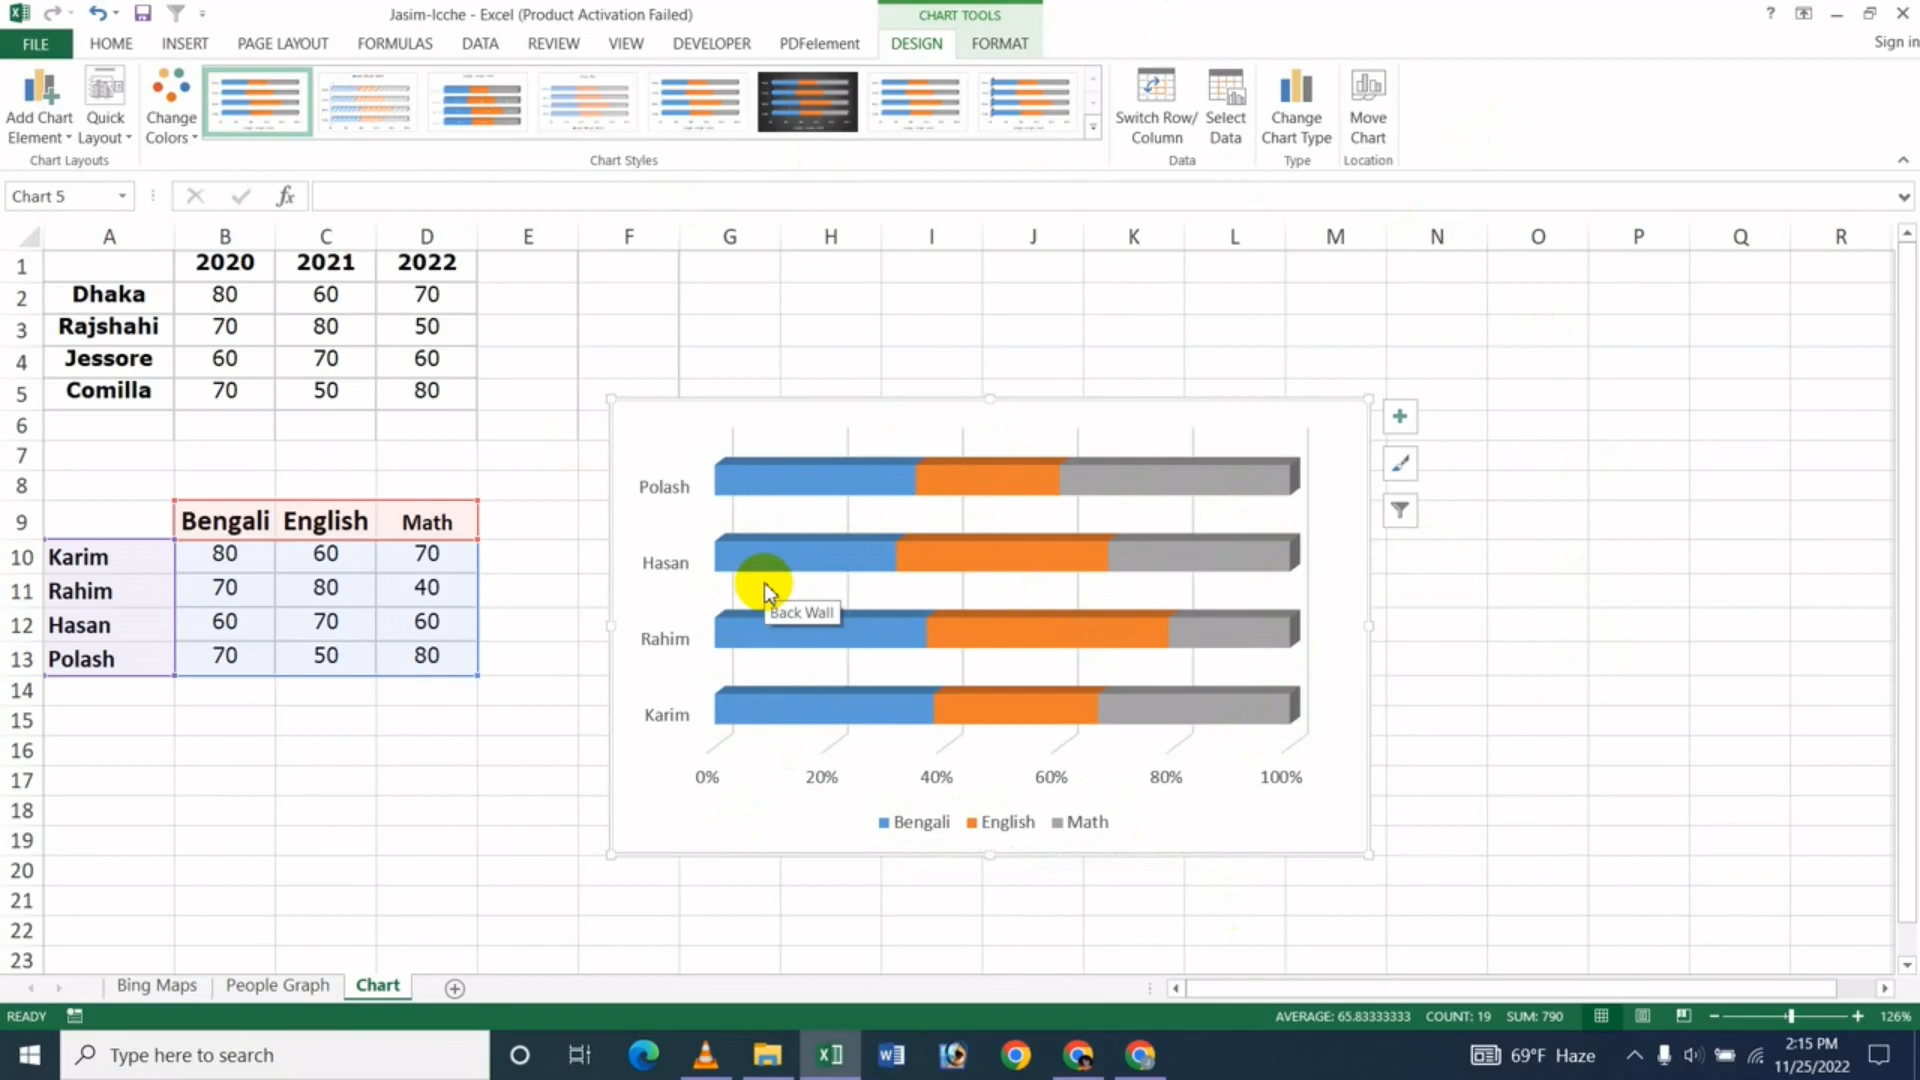 Jasim-Icche - Excel (Product Activation Failed)
CHART TOOLS
?
Sign in
FILE HOME INSERT PAGE LAYOUT FORMULAS DATA REVIEW VIEW DEVELOPER PDFelement DESIGN FORMAT
Add Chart Element
Quick Layout
Change Colors
Switch Row/ Column
Select Data
Change Chart Type
Move Chart
Chart Layouts
Chart Styles
Data
Type
Location
Chart 5
fx
A B C D E F G H I J K L M N O P Q R
1 2020 2021 2022
2 Dhaka 80 60 70
3 Rajshahi 70 80 50
4 Jessore 60 70 60
5 Comilla 70 50 80
6
7
8
9 Bengali English Math
10 Karim 80 60 70
11 Rahim 70 80 40
12 Hasan 60 70 60
13 Polash 70 50 80
14
15
16
17
18
19
20
21
22
23
Polash
Hasan
Back Wall
Rahim
Karim
0% 20% 40% 60% 80% 100%
Bengali English Math
Bing Maps People Graph Chart
READY
AVERAGE: 65.83333333 COUNT: 19 SUM: 790
126%
Type here to search
69°F Haze
2:15 PM
11/25/2022